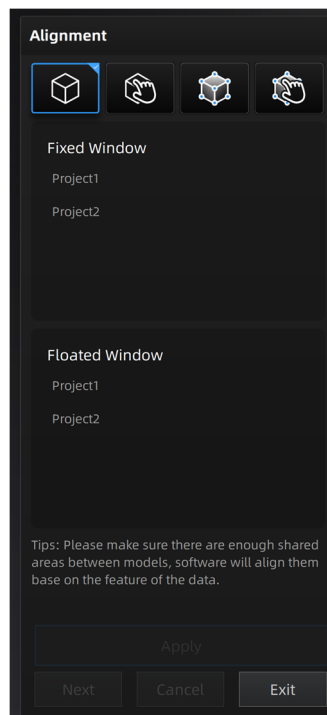 Alignment
Fixed Window
Project1
Project2
Floated Window
Project1
Project2
Tips: Please make sure there are enough shared
areas between models, software will align them
base on the feature of the data.
Apply
Next Cancel Exit